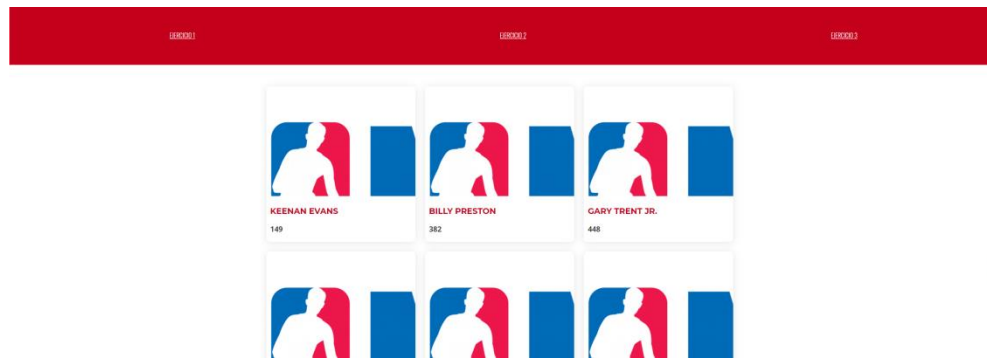 EJERCICIO 1
EJERCICIO 2
EJERCICIO 3
KEENAN EVANS
149
BILLY PRESTON
382
GARY TRENT JR.
448